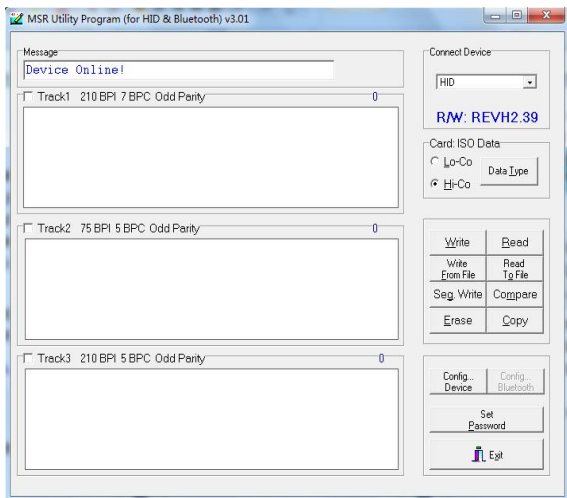 MSR Utility Program (for HID & Bluetooth) v3.01
Message
Device Online!
Track1 210 BPI 7 BPC Odd Parity 0
Track2 75 BPI 5 BPC Odd Parity 0
Track3 210 BPI 5 BPC Odd Parity 0
Connect Device
HID
R/W: REVH2.39
Card: ISO Data
Lo-Co
Hi-Co
Data Type
Write Read
Write From File
Read To File
Seg. Write Compare
Erase Copy
Config... Device
Config... Bluetooth
Set
Password
Exit